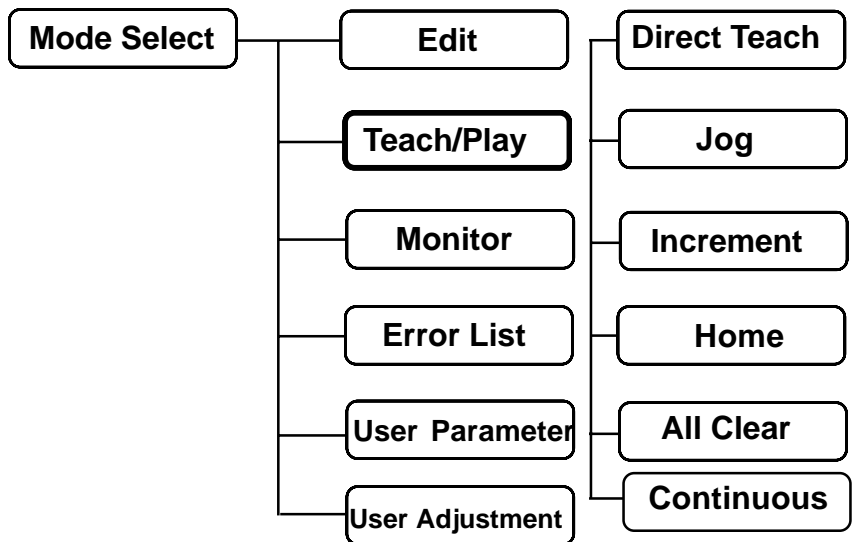 Mode Select
Edit
Teach/Play
Monitor
Error List
User Parameter
User Adjustment
Direct Teach
Jog
Increment
Home
All Clear
Continuous